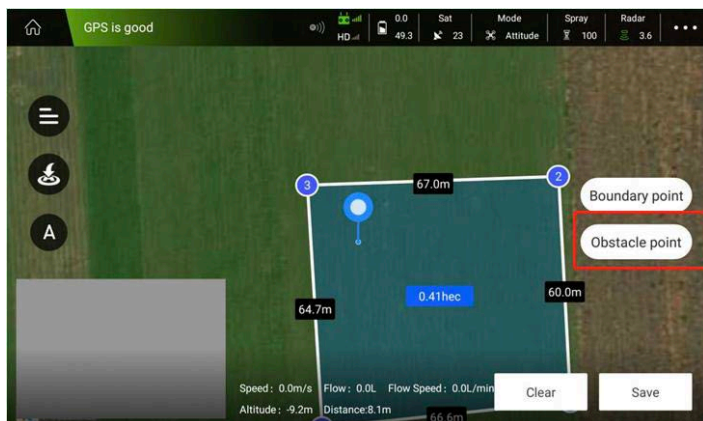 GPS is good
HD
0.0
49.3
Sat
23
Mode
Attitude
Spray
100
Radar
3.6
A
3
67.0m
2
Boundary point
Obstacle point
0.41hec
60.0m
64.7m
Speed: 0.0m/s Flow: 0.0L Flow Speed: 0.0L/min
Altitude: -9.2m Distance:8.1m
66.6m
Clear
Save